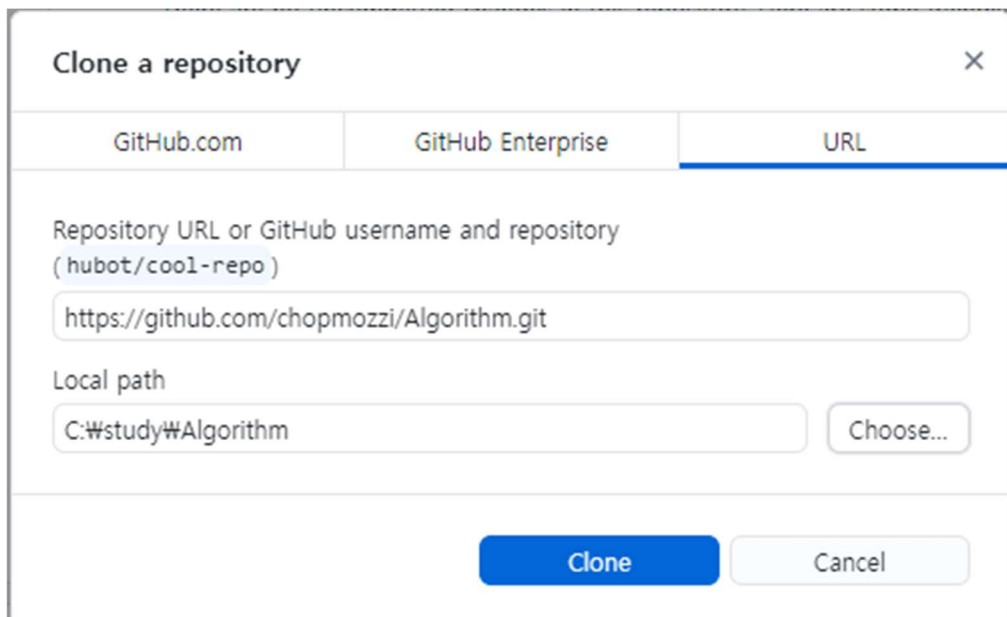 Clone a repository
GitHub.com GitHub Enterprise URL
Repository URL or GitHub username and repository
(hubot/cool-repo)
https://github.com/chopmozzi/Algorithm.git
Local path
C:₩study₩Algorithm
Choose...
Clone Cancel